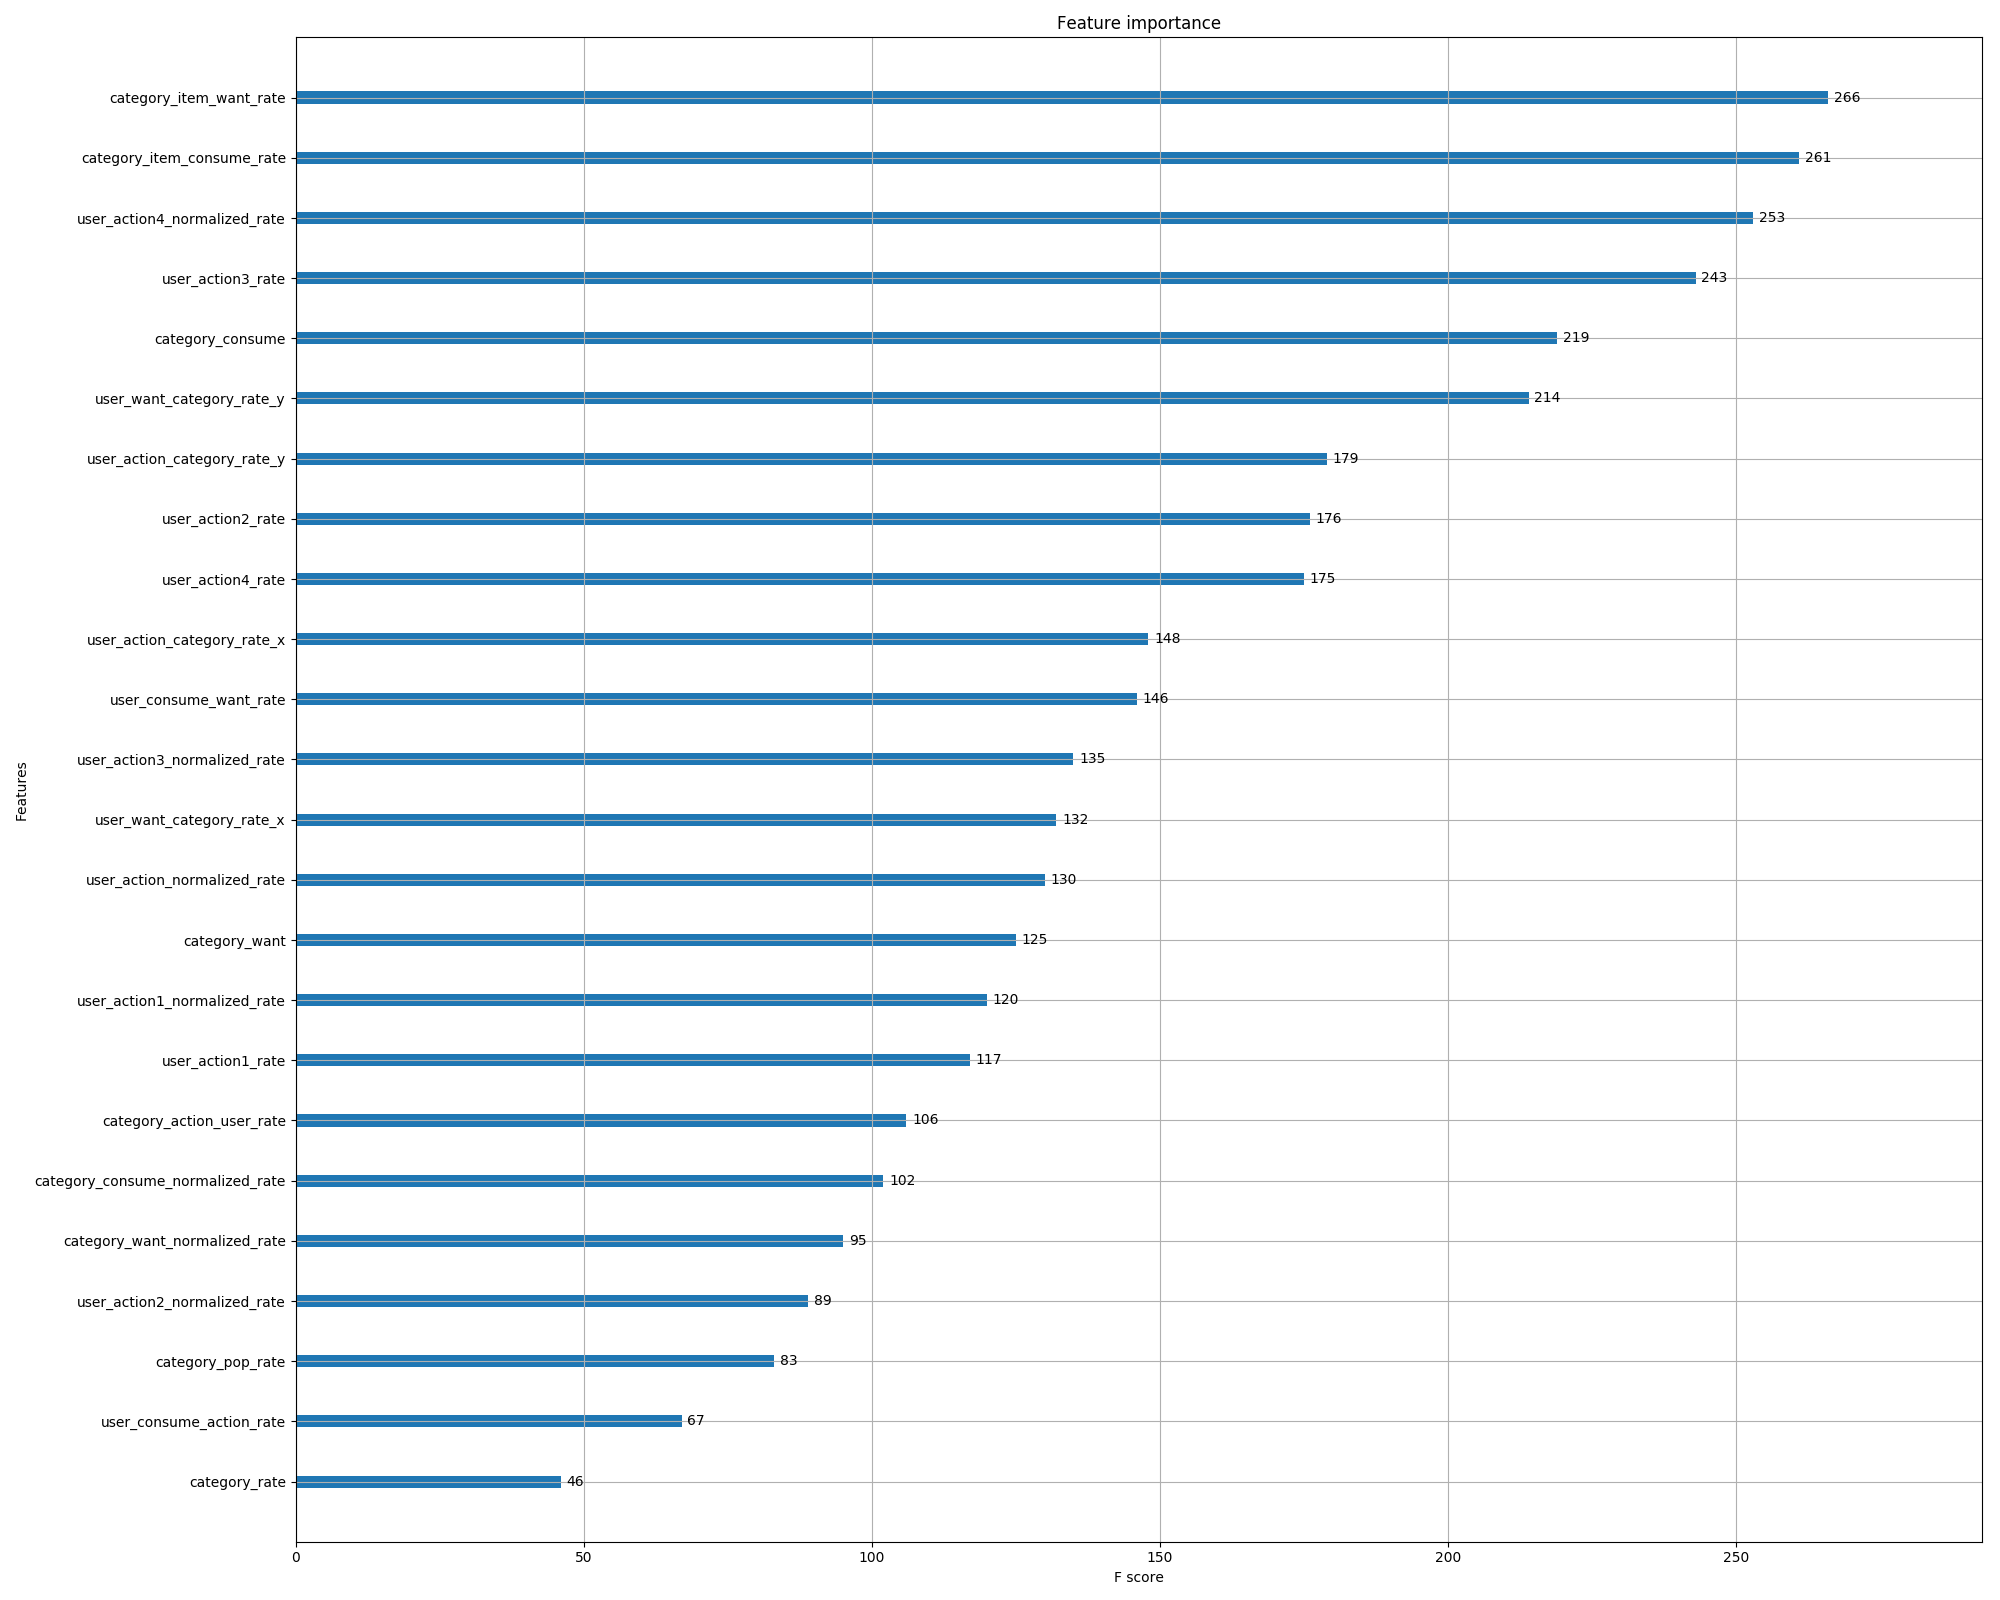 Feature importance
category_item_want_rate 266
category_item_consume_rate 261
user_action4_normalized_rate 253
user_action3_rate 243
category_consume 219
user_want_category_rate_y 214
user_action_category_rate_y 179
user_action2_rate 176
user_action4_rate 175
user_action_category_rate_x 148
user_consume_want_rate 146
user_action3_normalized_rate 135
user_want_category_rate_x 132
user_action_normalized_rate 130
category_want 125
user_action1_normalized_rate 120
user_action1_rate 117
category_action_user_rate 106
category_consume_normalized_rate 102
category_want_normalized_rate 95
user_action2_normalized_rate 89
category_pop_rate 83
user_consume_action_rate 67
category_rate 46
Features
0 50 100 150 200 250
F score